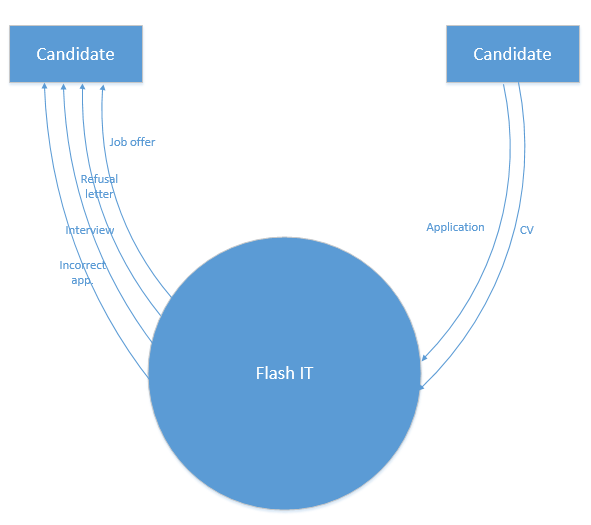 Candidate
Candidate
Job offer
Refusal
letter
Interview
Application
CV
Incorrect
app.
Flash IT